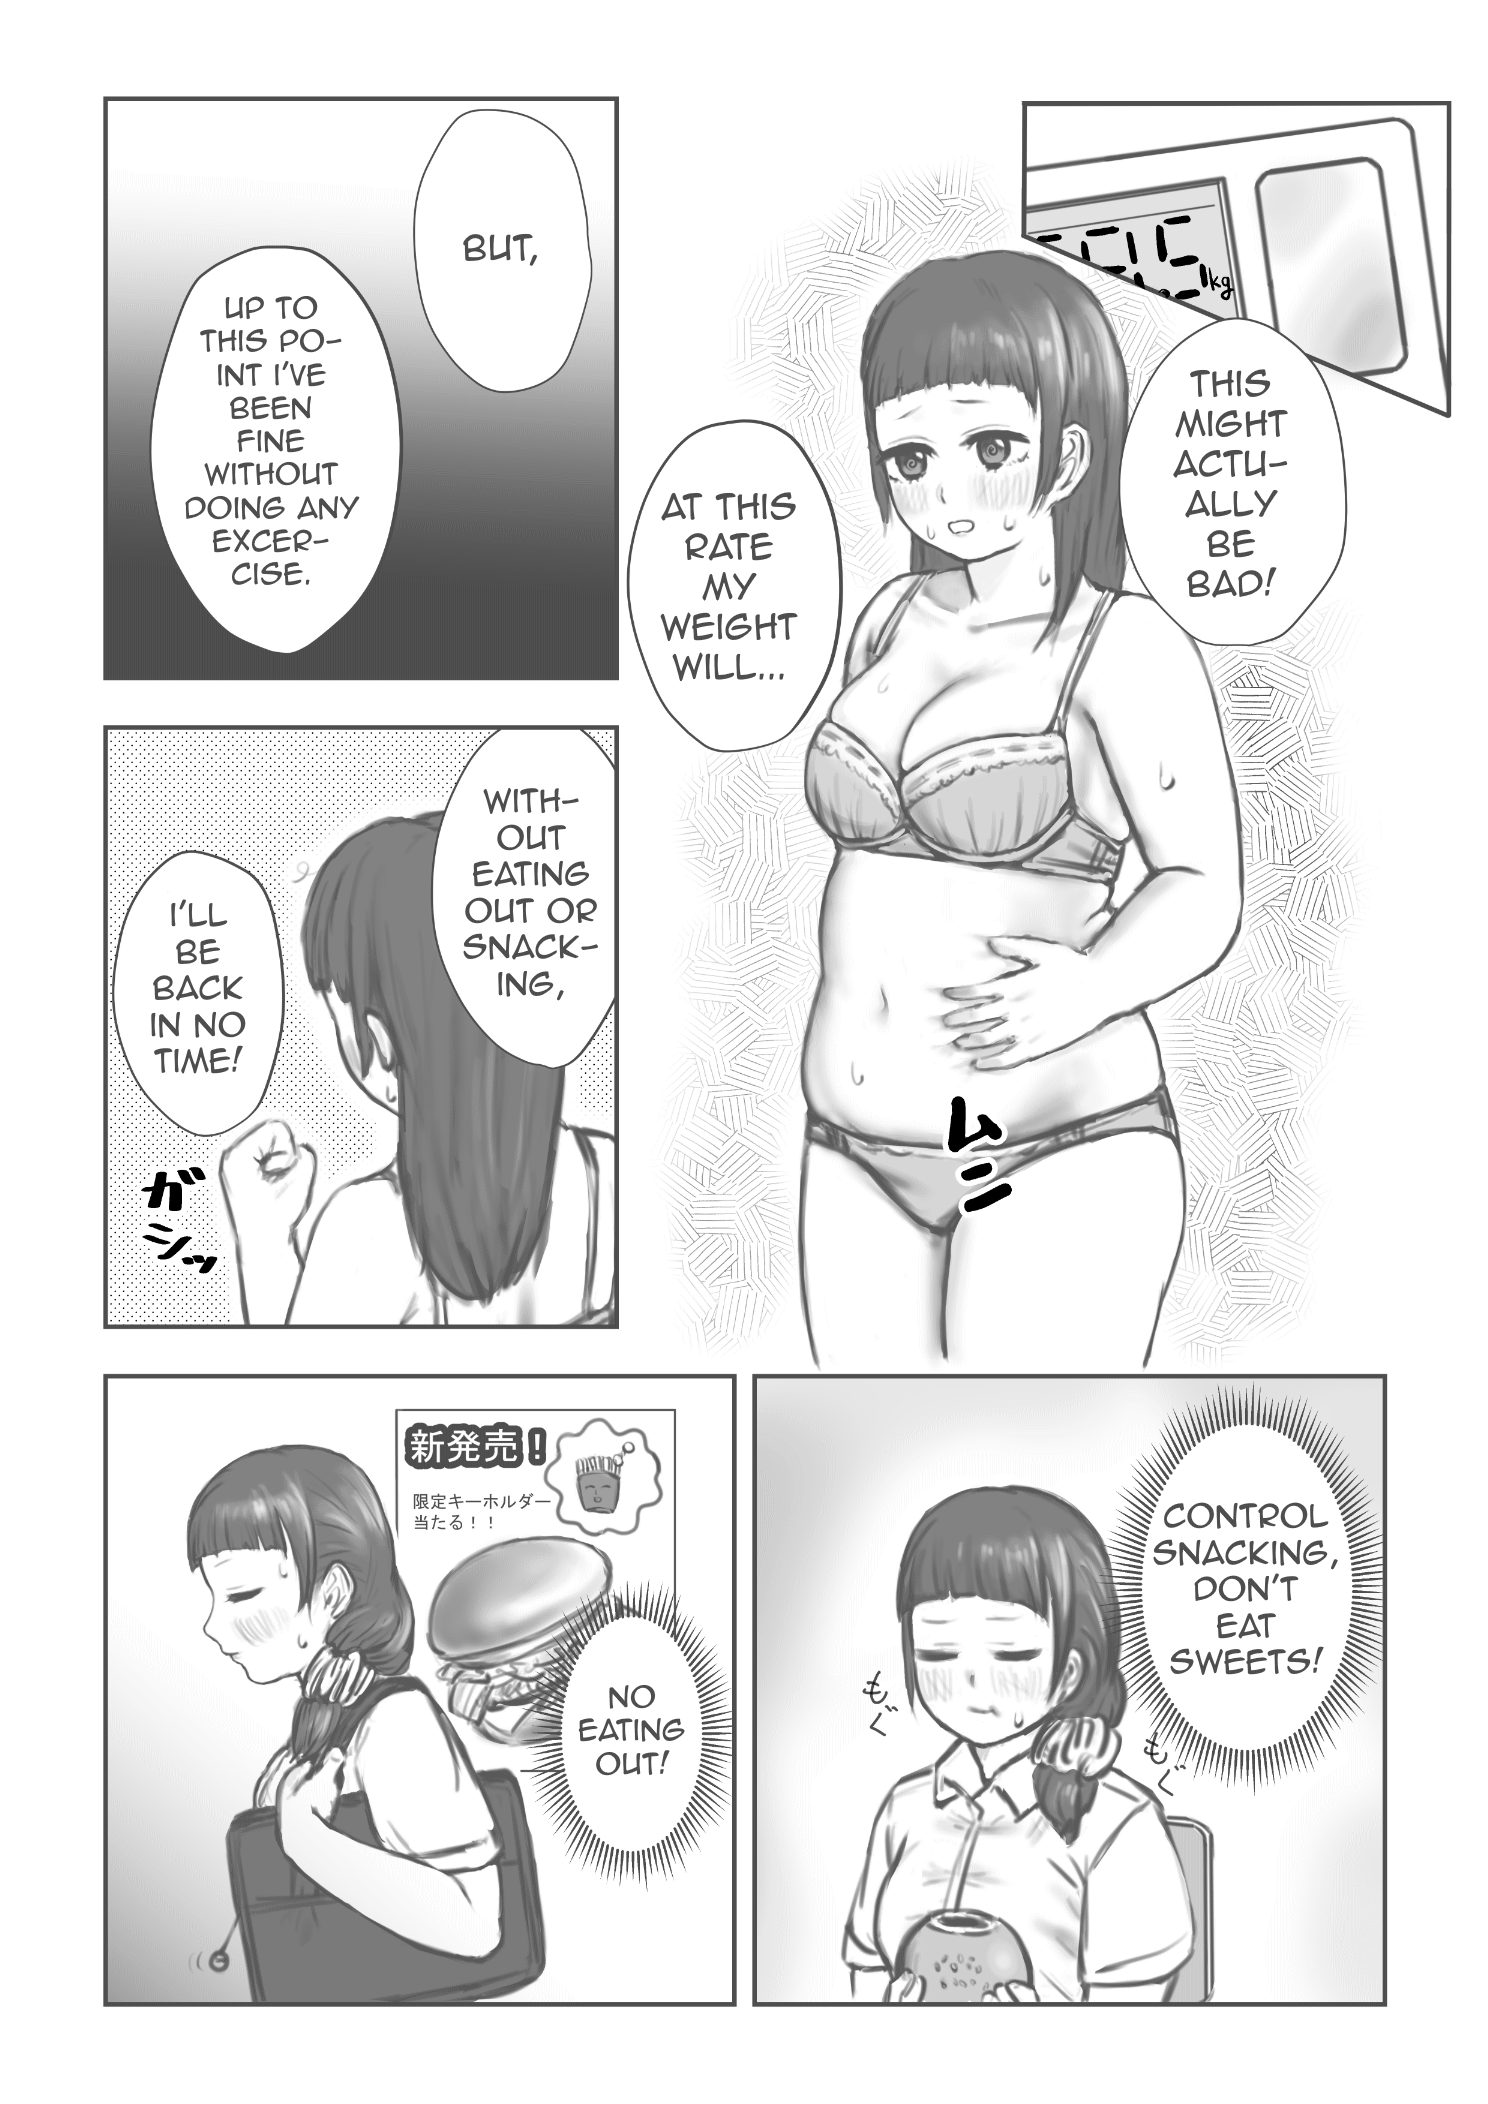 kg
THIS
MIGHT
ACTU-
ALLY
BE
BAD!
AT THIS
RATE
MY
WEIGHT
WILL...
ムニ
BUT,
UP TO
THIS PO-
INT I'VE
BEEN
FINE
WITHOUT
DOING ANY
EXCER-
CISE.
WITH-
OUT
EATING
OUT OR
SNACK-
ING,
I'LL
BE
BACK
IN NO
TIME!
ガシッ
CONTROL
SNACKING,
DON'T
EAT
SWEETS!
もぐ
もぐ
新発売！
限定キーホルダー
当たる！！
NO
EATING
OUT!